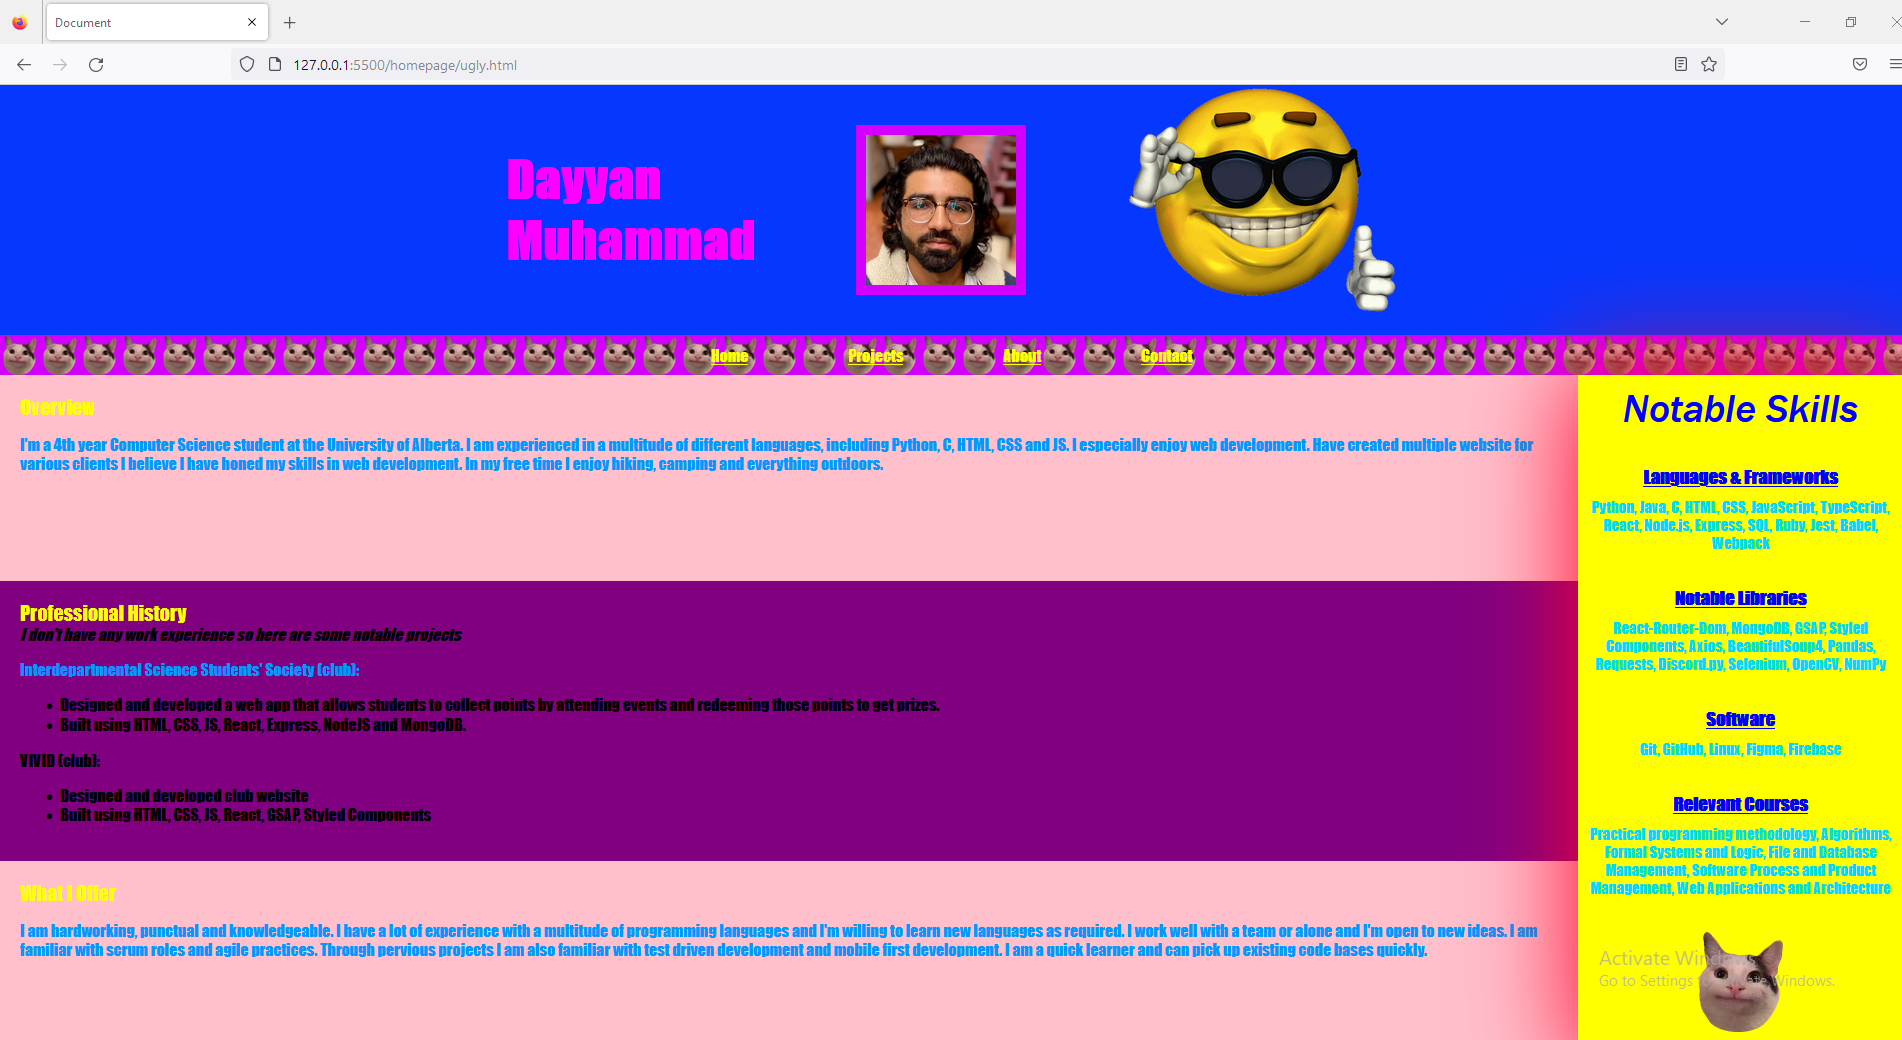 Document
127.0.0.1:5500/homepage/ugly.html
Dayyan
Muhammad
Home Projects About Contact
Overview
I'm a 4th year Computer Science student at the University of Alberta. I am experienced in a multitude of different languages, including Python, C, HTML, CSS and JS. I especially enjoy web development. Have created multiple website for
various clients I believe I have honed my skills in web development. In my free time I enjoy hiking, camping and everything outdoors.
Professional History
I don't have any work experience so here are some notable projects
Interdepartmental Science Students' Society (club):
• Designed and developed a web app that allows students to collect points by attending events and redeeming those points to get prizes.
• Built using HTML, CSS, JS, React, Express, NodeJS and MongoDB.
VIVID (club):
• Designed and developed club website
• Built using HTML, CSS, JS, React, GSAP, Styled Components
What I Offer
I am hardworking, punctual and knowledgeable. I have a lot of experience with a multitude of programming languages and I'm willing to learn new languages as required. I work well with a team or alone and I'm open to new ideas. I am
familiar with scrum roles and agile practices. Through pervious projects I am also familiar with test driven development and mobile first development. I am a quick learner and can pick up existing code bases quickly.
Notable Skills
Languages & Frameworks
Python, Java, C, HTML, CSS, JavaScript, TypeScript,
React, Node.js, Express, SQL, Ruby, Jest, Babel,
Webpack
Notable Libraries
React-Router-Dom, MongoDB, GSAP, Styled
Components, Axios, BeautifulSoup4, Pandas,
Requests, Discord.py, Selenium, OpenCV, NumPy
Software
Git, GitHub, Linux, Figma, Firebase
Relevant Courses
Practical programming methodology, Algorithms,
Formal Systems and Logic, File and Database
Management, Software Process and Product
Management, Web Applications and Architecture
Activate Windows
Go to Settings to activate Windows.